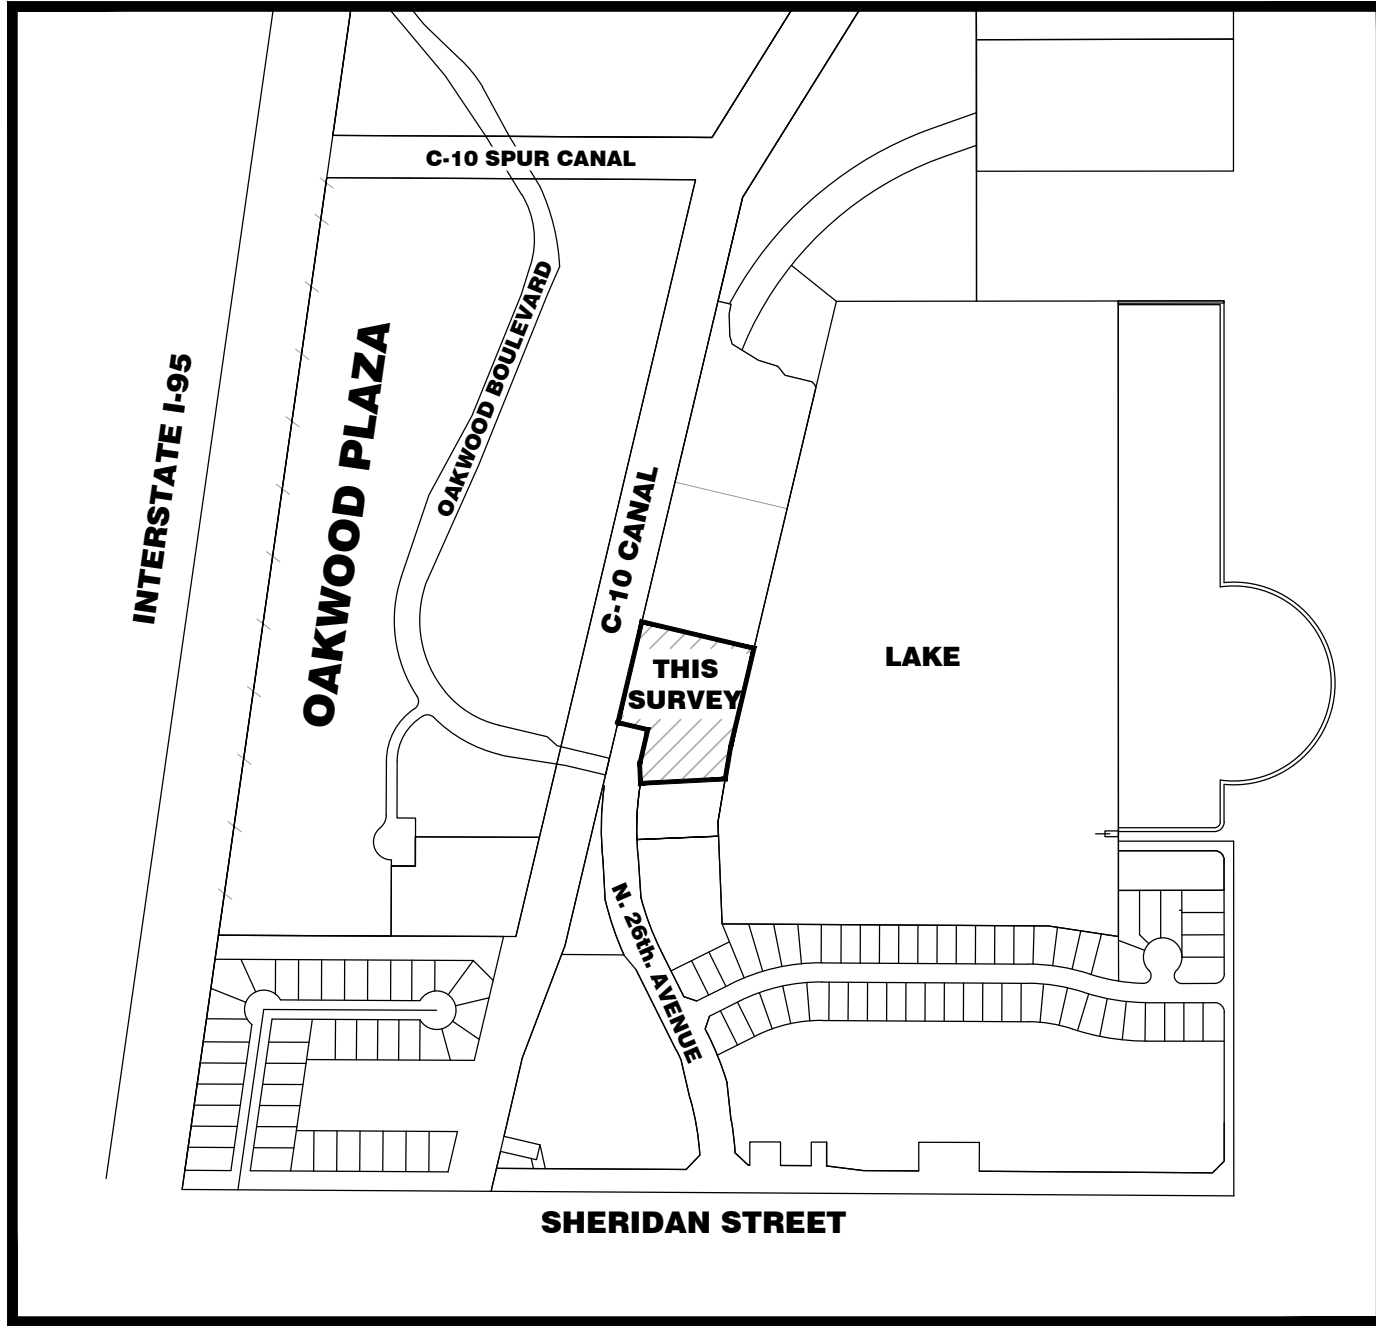 C-10 SPUR CANAL
OAKWOOD BOULEVARD
INTERSTATE I-95
OAKWOOD PLAZA
C-10 CANAL
THIS
SURVEY
LAKE
N. 26th. AVENUE
SHERIDAN STREET